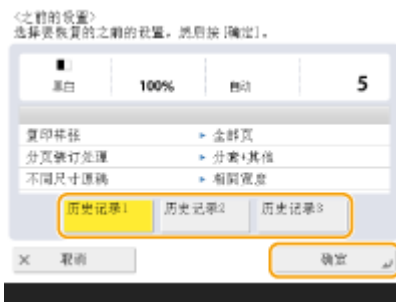 <之前的设置>
选择要恢复的之前的设置，然后按[确定]。
黑白 100% 自动 5
复印样张 ▸ 全部页
分页装订处理 ▸ 分套+其他
不同尺寸原稿 ▸ 相同宽度
历史记录1 历史记录2 历史记录3
× 取消 确定